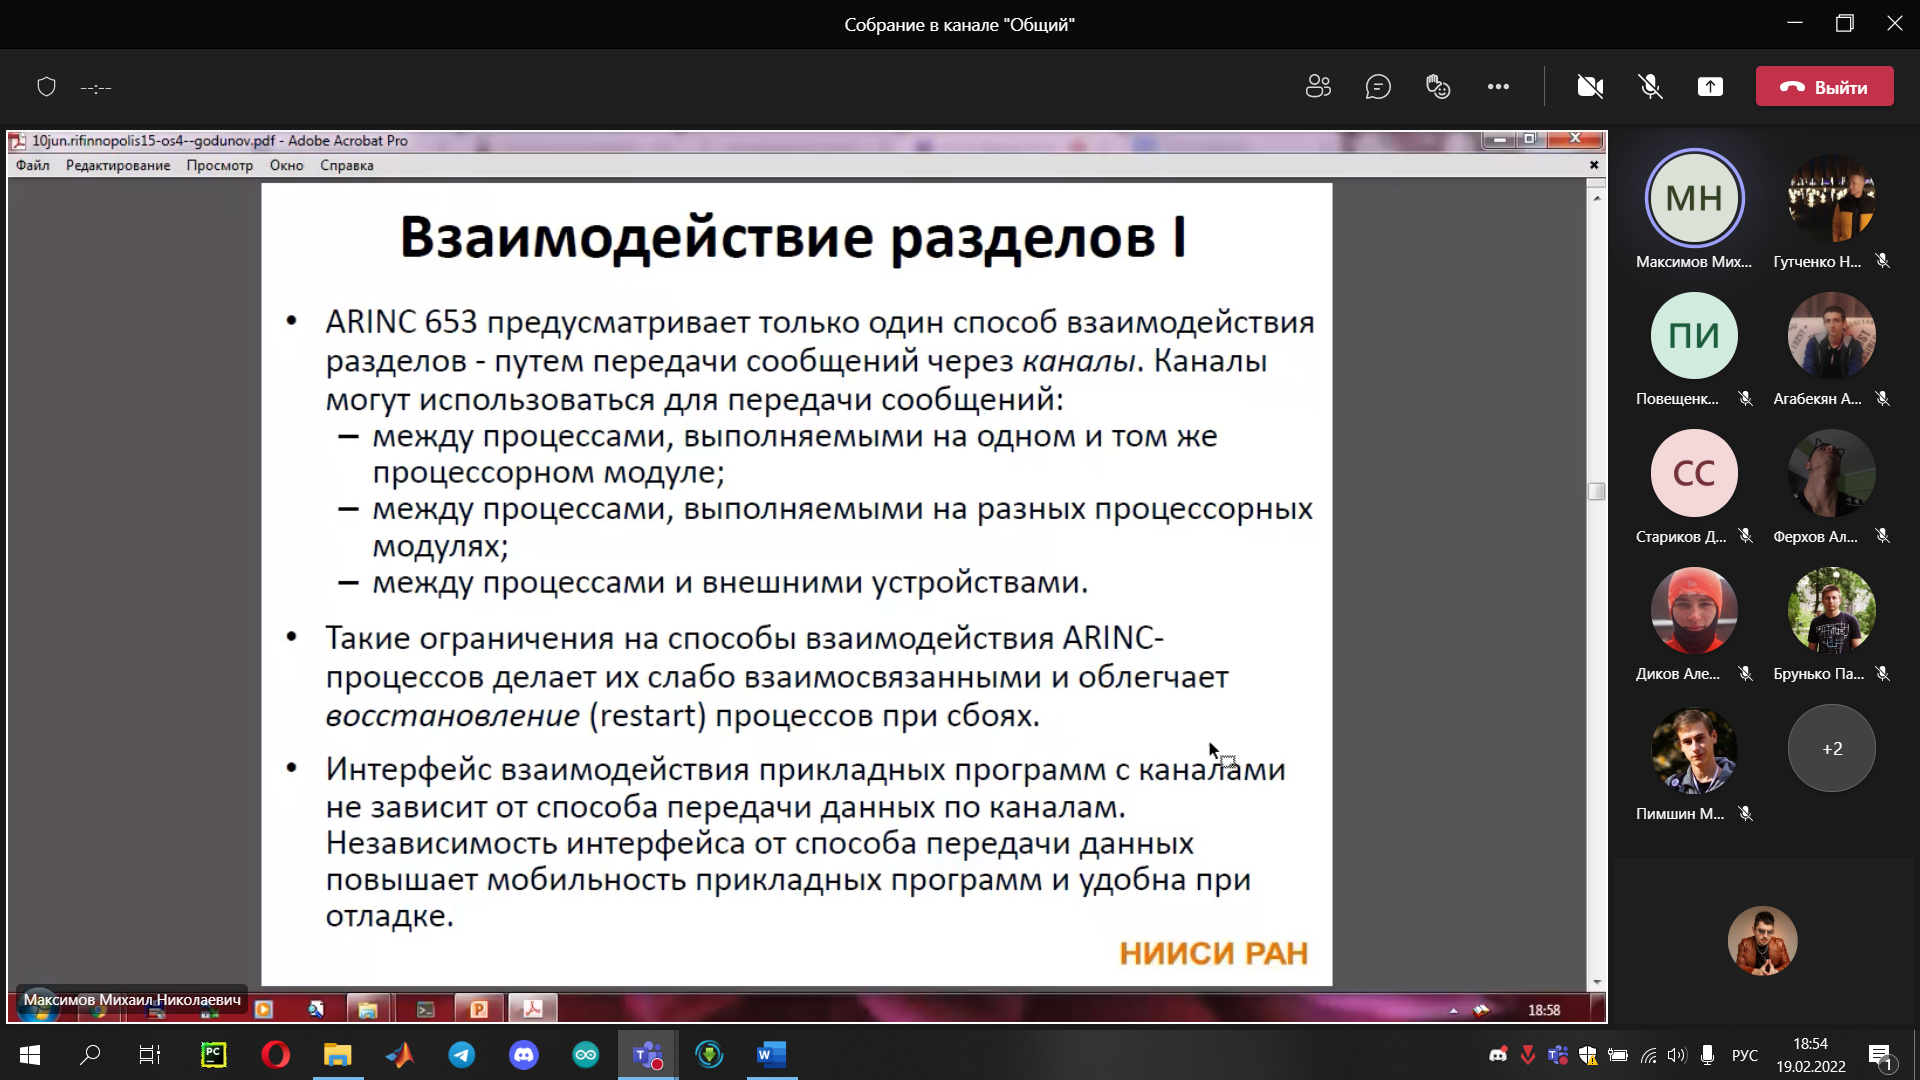 Собрание в канале "Общий"
--:--
Выйти
10jun.rifinnopolis15-os4--godunov.pdf - Adobe Acrobat Pro
Файл Редактирование Просмотр Окно Справка
Взаимодействие разделов I
• ARINC 653 предусматривает только один способ взаимодействия
разделов - путем передачи сообщений через каналы. Каналы
могут использоваться для передачи сообщений:
– между процессами, выполняемыми на одном и том же
процессорном модуле;
– между процессами, выполняемыми на разных процессорных
модулях;
– между процессами и внешними устройствами.
• Такие ограничения на способы взаимодействия ARINC-
процессов делает их слабо взаимосвязанными и облегчает
восстановление (restart) процессов при сбоях.
• Интерфейс взаимодействия прикладных программ с каналами
не зависит от способа передачи данных по каналам.
Независимость интерфейса от способа передачи данных
повышает мобильность прикладных программ и удобна при
отладке.
НИИСИ РАН
Максимов Михаил Николаевич
18:58
МН
Максимов Мих... Гутченко Н...
ПИ
Повещенк... Агабекян А...
СС
Стариков Д... Ферхов Ал...
Диков Але... Брунько Па...
+2
Пимшин М...
РУС
18:54
19.02.2022
1